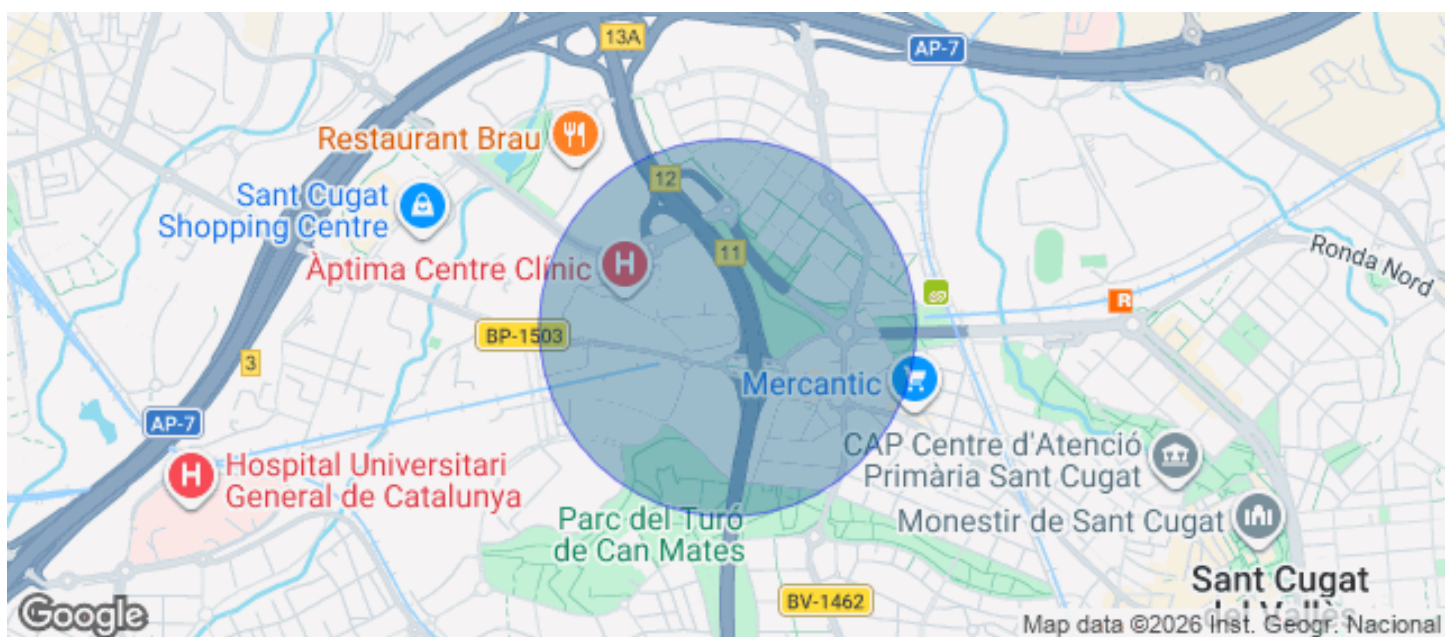 13A
AP-7
Restaurant Brau
12
Sant Cugat
Shopping Centre
11
Àptima Centre Clínic
H
Ronda Nord
R
BP-1503
3
Mercantic
AP-7
H
Hospital Universitari
General de Catalunya
CAP Centre d'Atenció
Primària Sant Cugat
Parc del Turó
de Can Mates
Monestir de Sant Cugat
Sant Cugat
del Vallès
BV-1462
Google
Map data ©2026 Inst. Geogr. Nacional